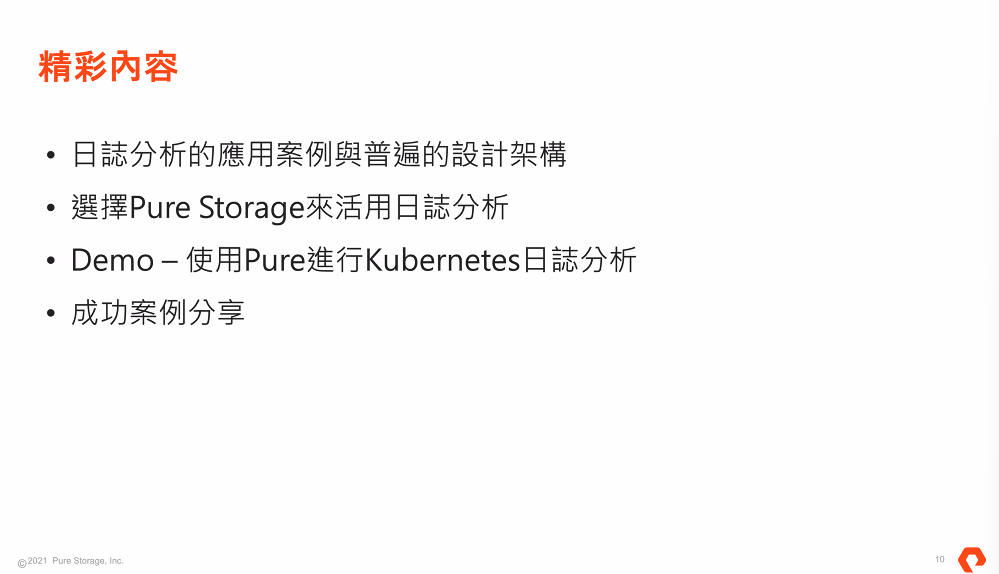 精彩內容
• 日誌分析的應用案例與普遍的設計架構
• 選擇Pure Storage來活用日誌分析
• Demo – 使用Pure進行Kubernetes日誌分析
• 成功案例分享
©2021 Pure Storage, Inc.
10